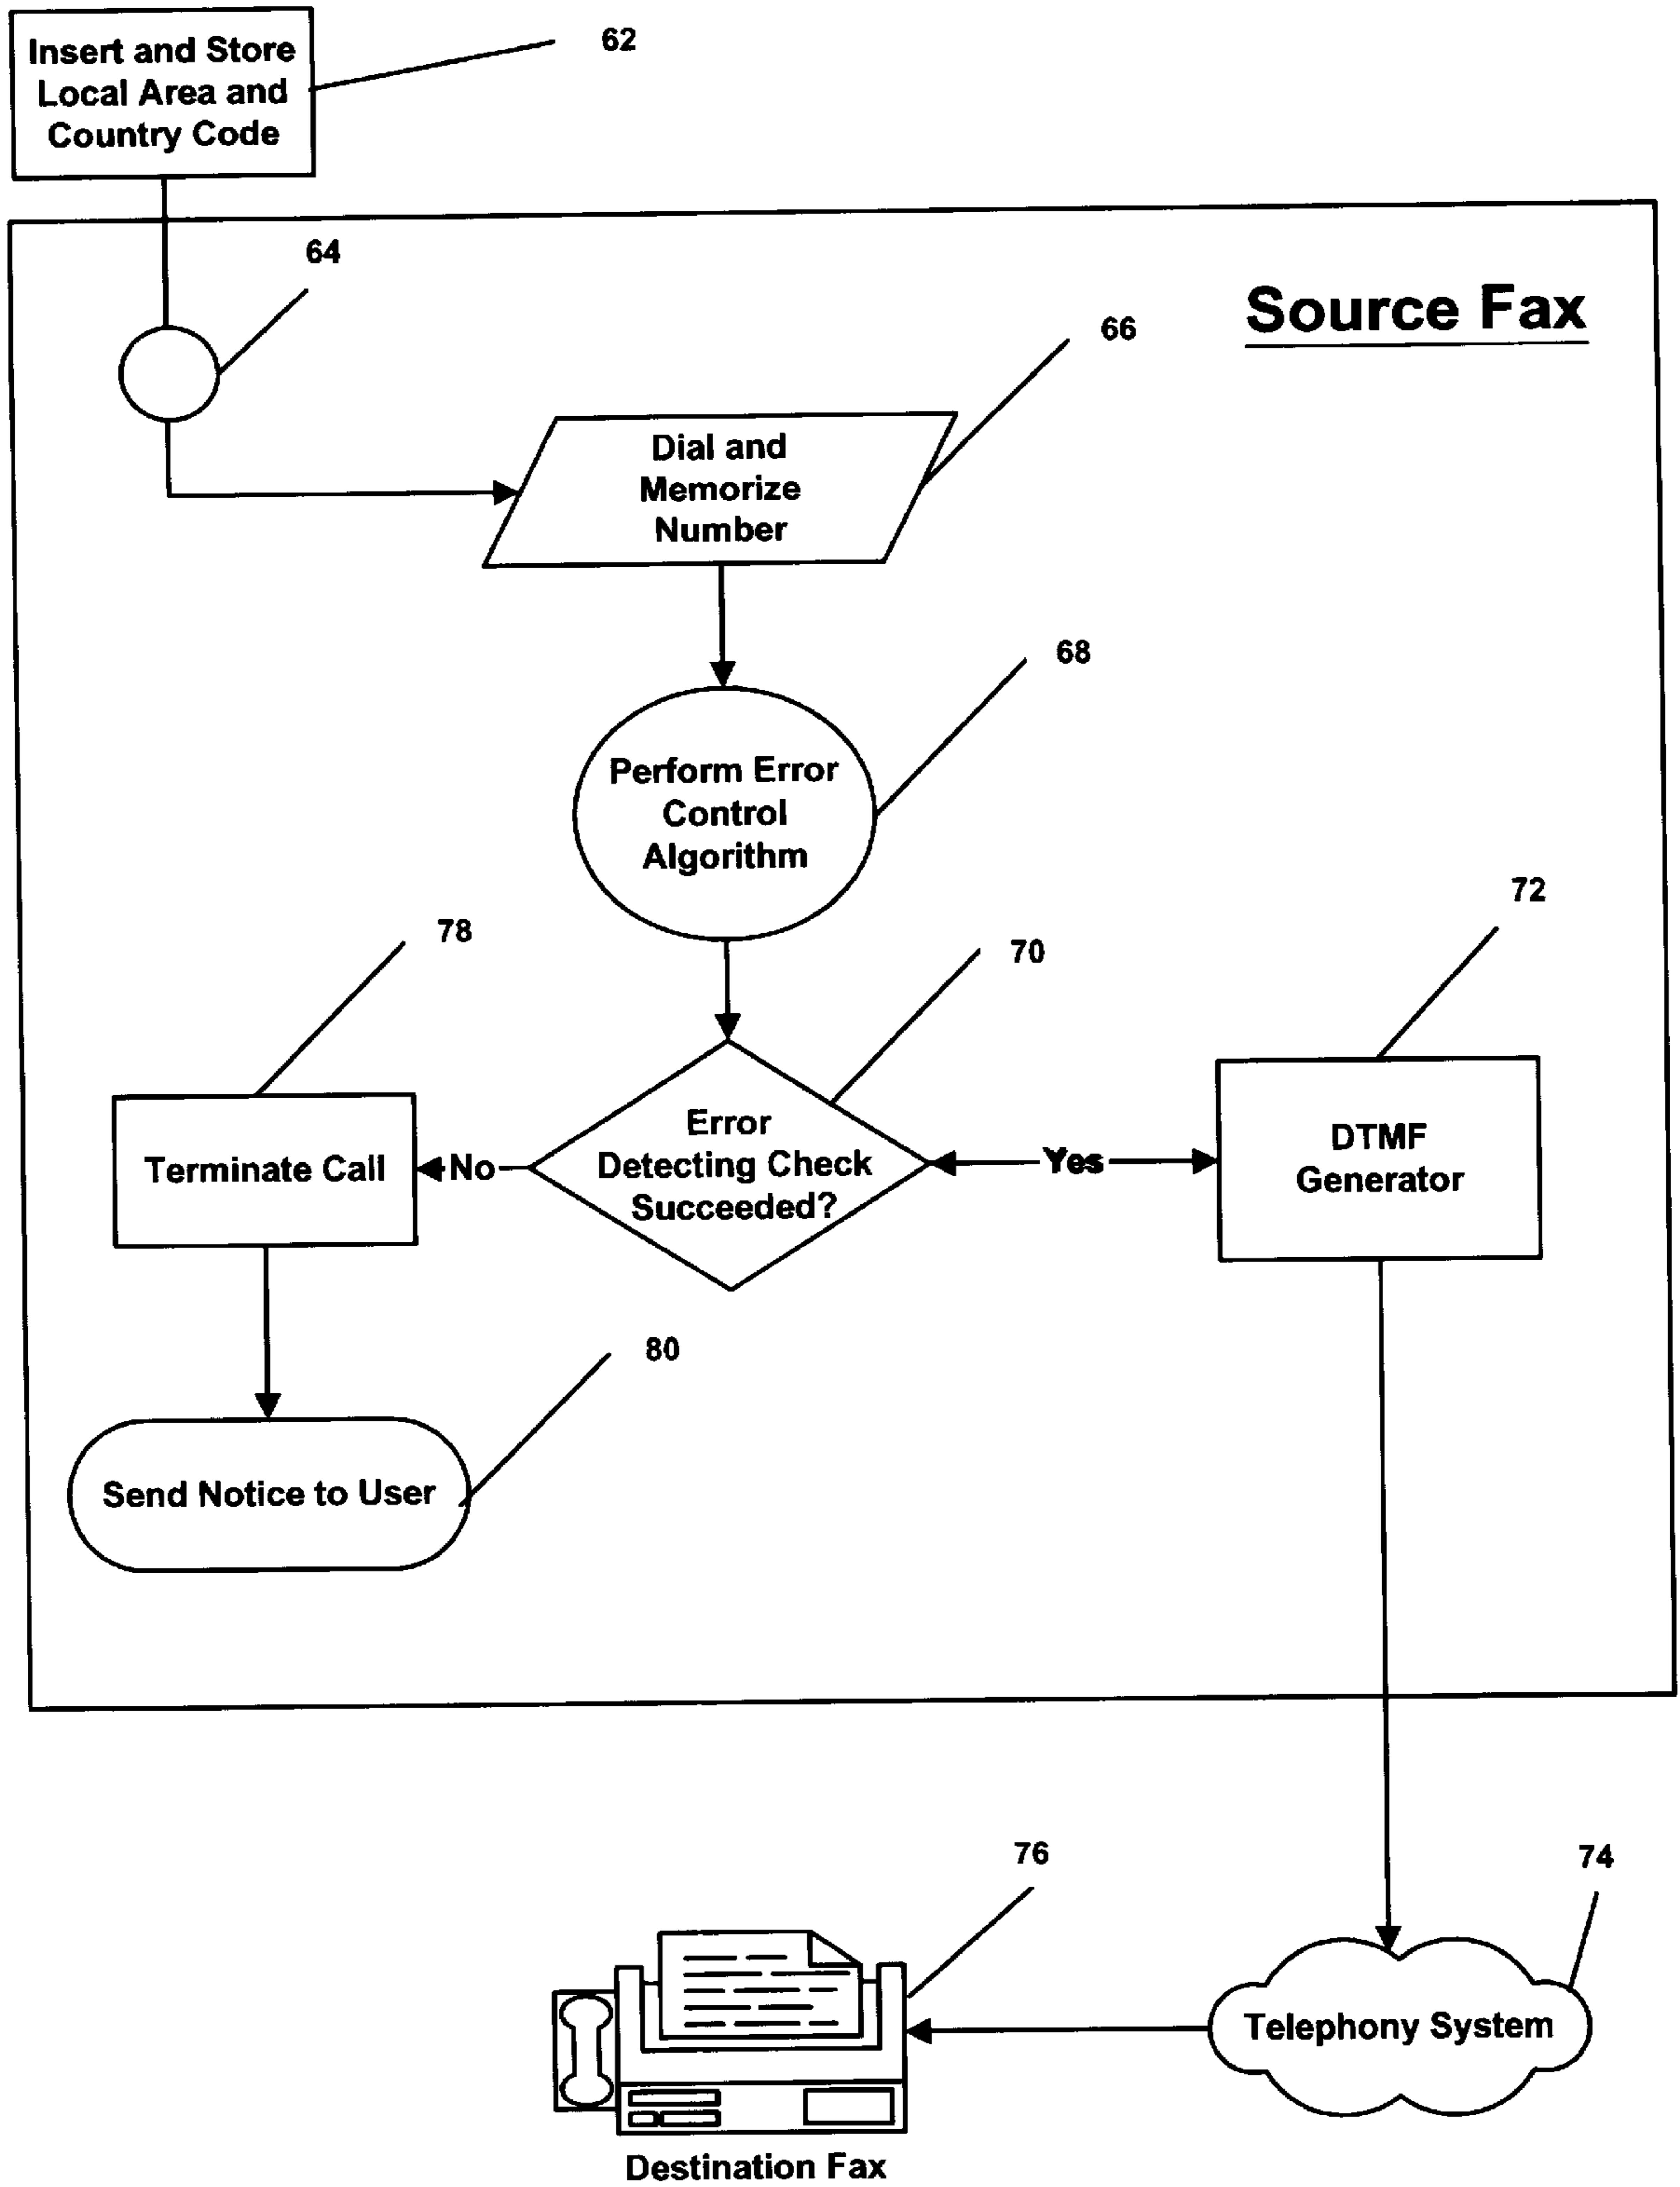 Insert and Store
Local Area and
Country Code
62
64
Source Fax
66
Dial and
Memorize
Number
68
Perform Error
Control
Algorithm
72
78
70
Error
Detecting Check
Succeeded?
Terminate Call
No
Yes
DTMF
Generator
80
Send Notice to User
76
74
Telephony System
Destination Fax